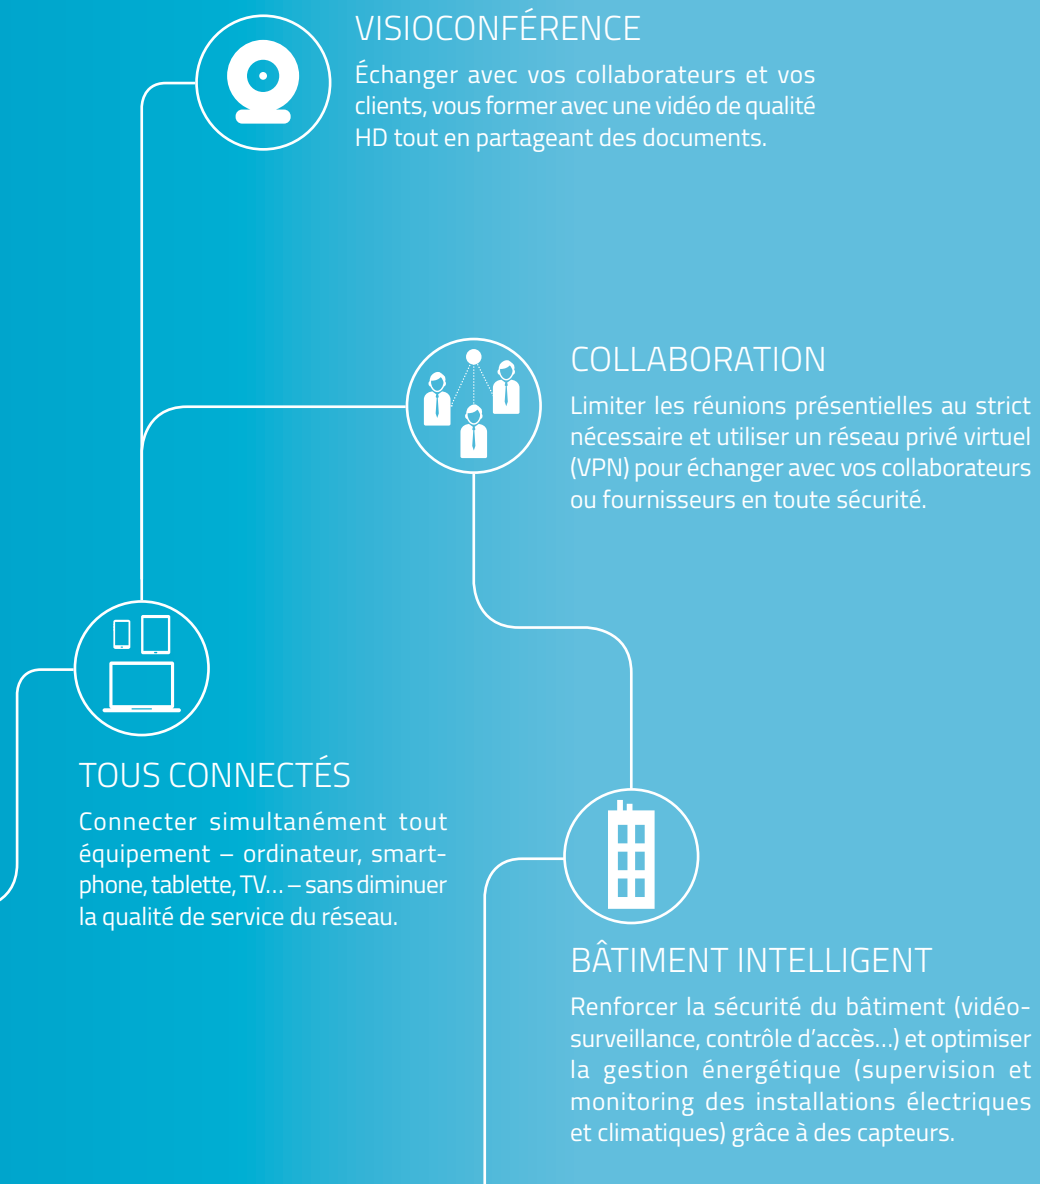 VISIOCONFÉRENCE
Échanger avec vos collaborateurs et vos
clients, vous former avec une vidéo de qualité
HD tout en partageant des documents.
COLLABORATION
Limiter les réunions présentielles au strict
nécessaire et utiliser un réseau privé virtuel
(VPN) pour échanger avec vos collaborateurs
ou fournisseurs en toute sécurité.
TOUS CONNECTÉS
Connecter simultanément tout
équipement – ordinateur, smart-
phone, tablette, TV… – sans diminuer
la qualité de service du réseau.
BÂTIMENT INTELLIGENT
Renforcer la sécurité du bâtiment (vidéo-
surveillance, contrôle d’accès…) et optimiser
la gestion énergétique (supervision et
monitoring des installations électriques
et climatiques) grâce à des capteurs.